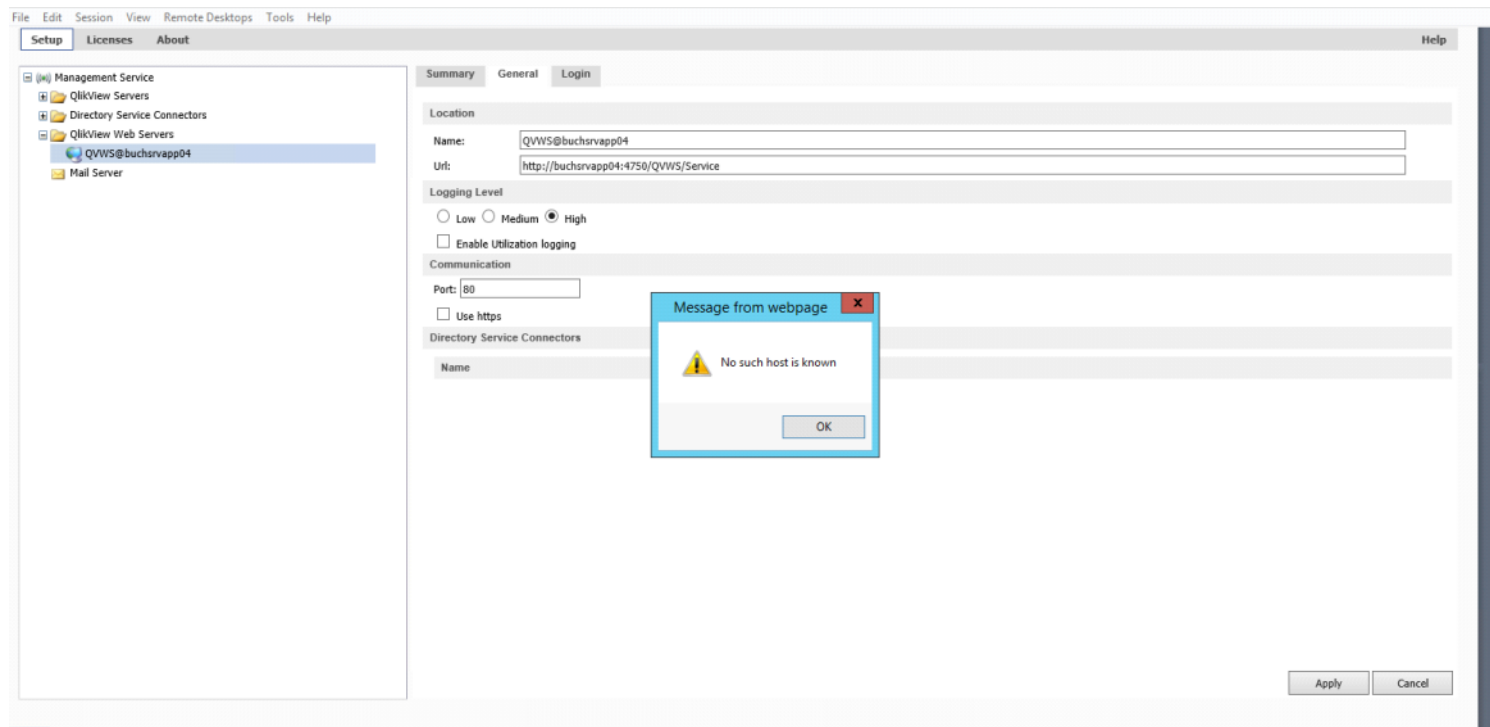 File Edit Session View Remote Desktops Tools Help
Setup Licenses About Help
Management Service
QlikView Servers
Directory Service Connectors
QlikView Web Servers
QVWS@buchsrvapp04
Mail Server
Summary General Login
Location
Name: QVWS@buchsrvapp04
Url: http://buchsrvapp04:4750/QVWS/Service
Logging Level
Low Medium High
Enable Utilization logging
Communication
Port: 80
Use https
Directory Service Connectors
Name
Message from webpage x
No such host is known
OK
Apply Cancel